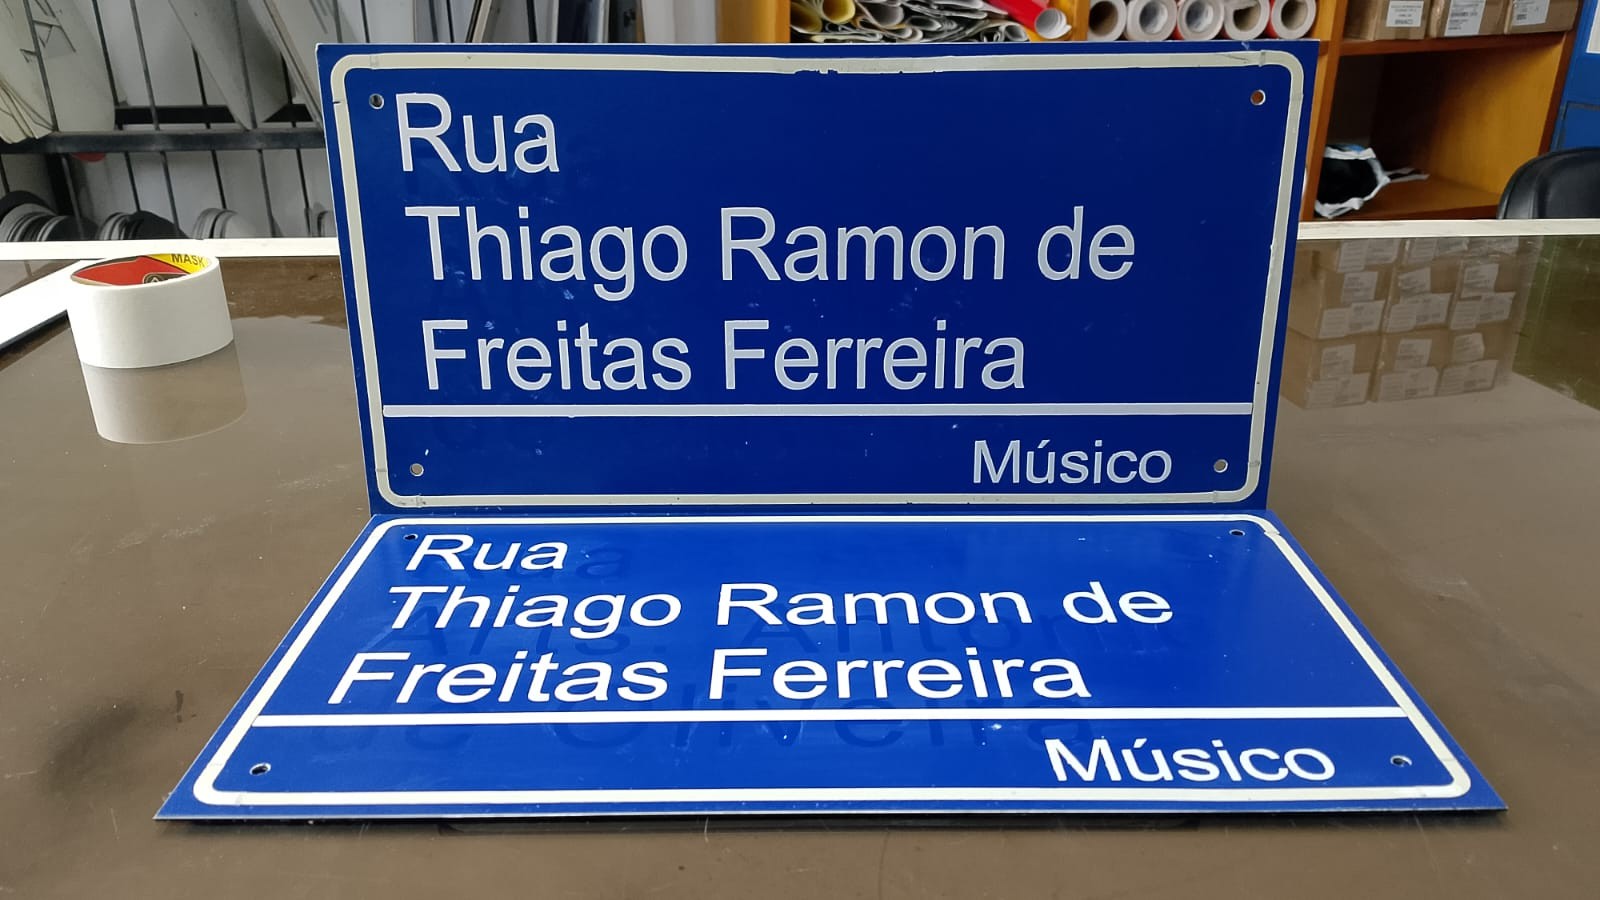 MASK
Rua
Thiago Ramon de
Freitas Ferreira
Músico
Rua
Thiago Ramon de
Freitas Ferreira
Músico